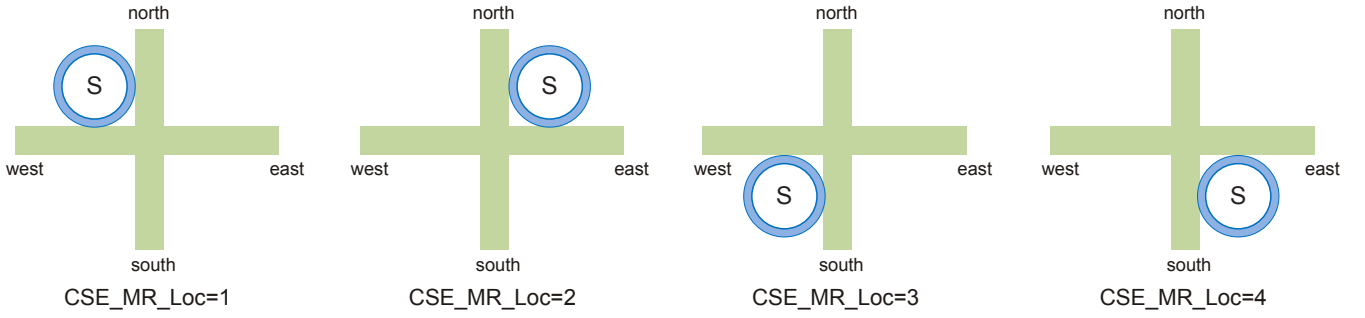 north
S
west
east
south
CSE_MR_Loc=1
north
S
west
east
south
CSE_MR_Loc=2
north
west
east
S
south
CSE_MR_Loc=3
north
west
east
S
south
CSE_MR_Loc=4